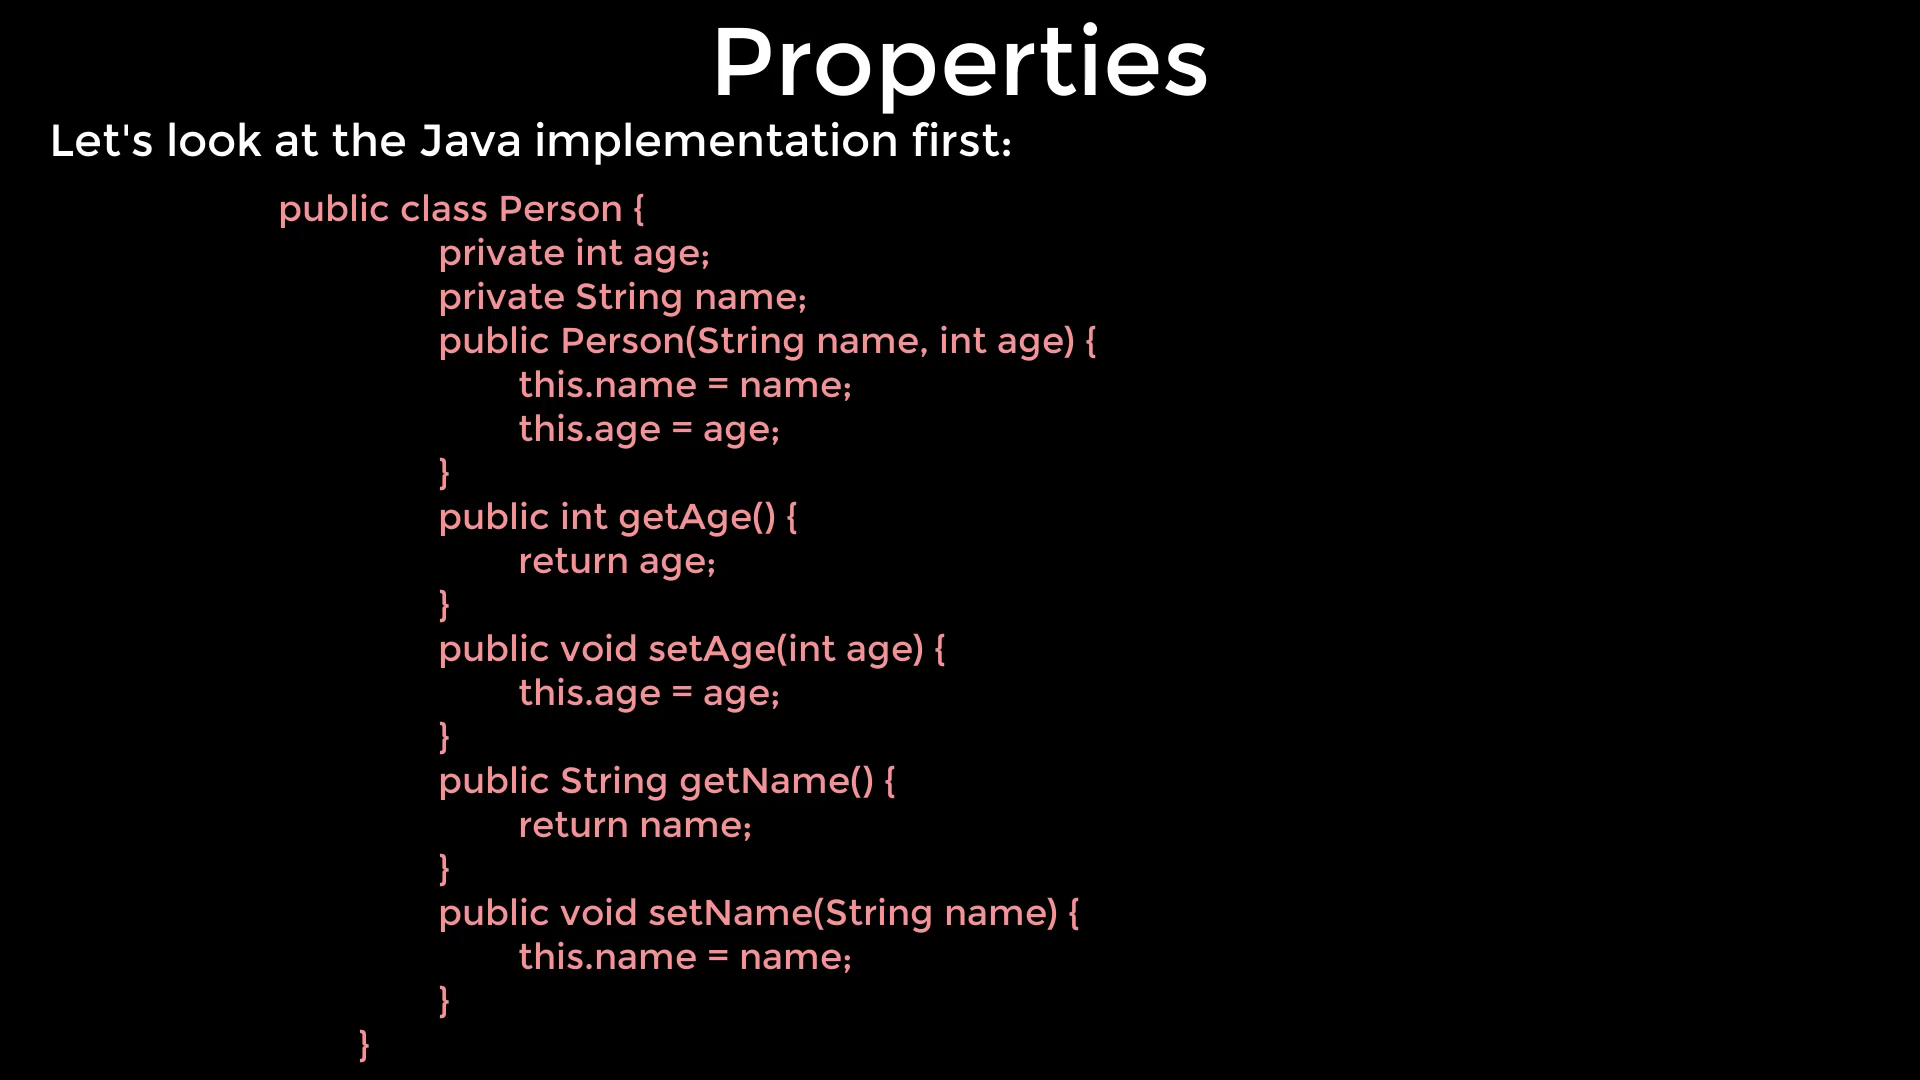 Properties
Let's look at the Java implementation first:
public class Person {
private int age;
private String name;
public Person(String name, int age) {
this.name = name;
this.age = age;
}
public int getAge() {
return age;
}
public void setAge(int age) {
this.age = age;
}
public String getName() {
return name;
}
public void setName(String name) {
this.name = name;
}
}